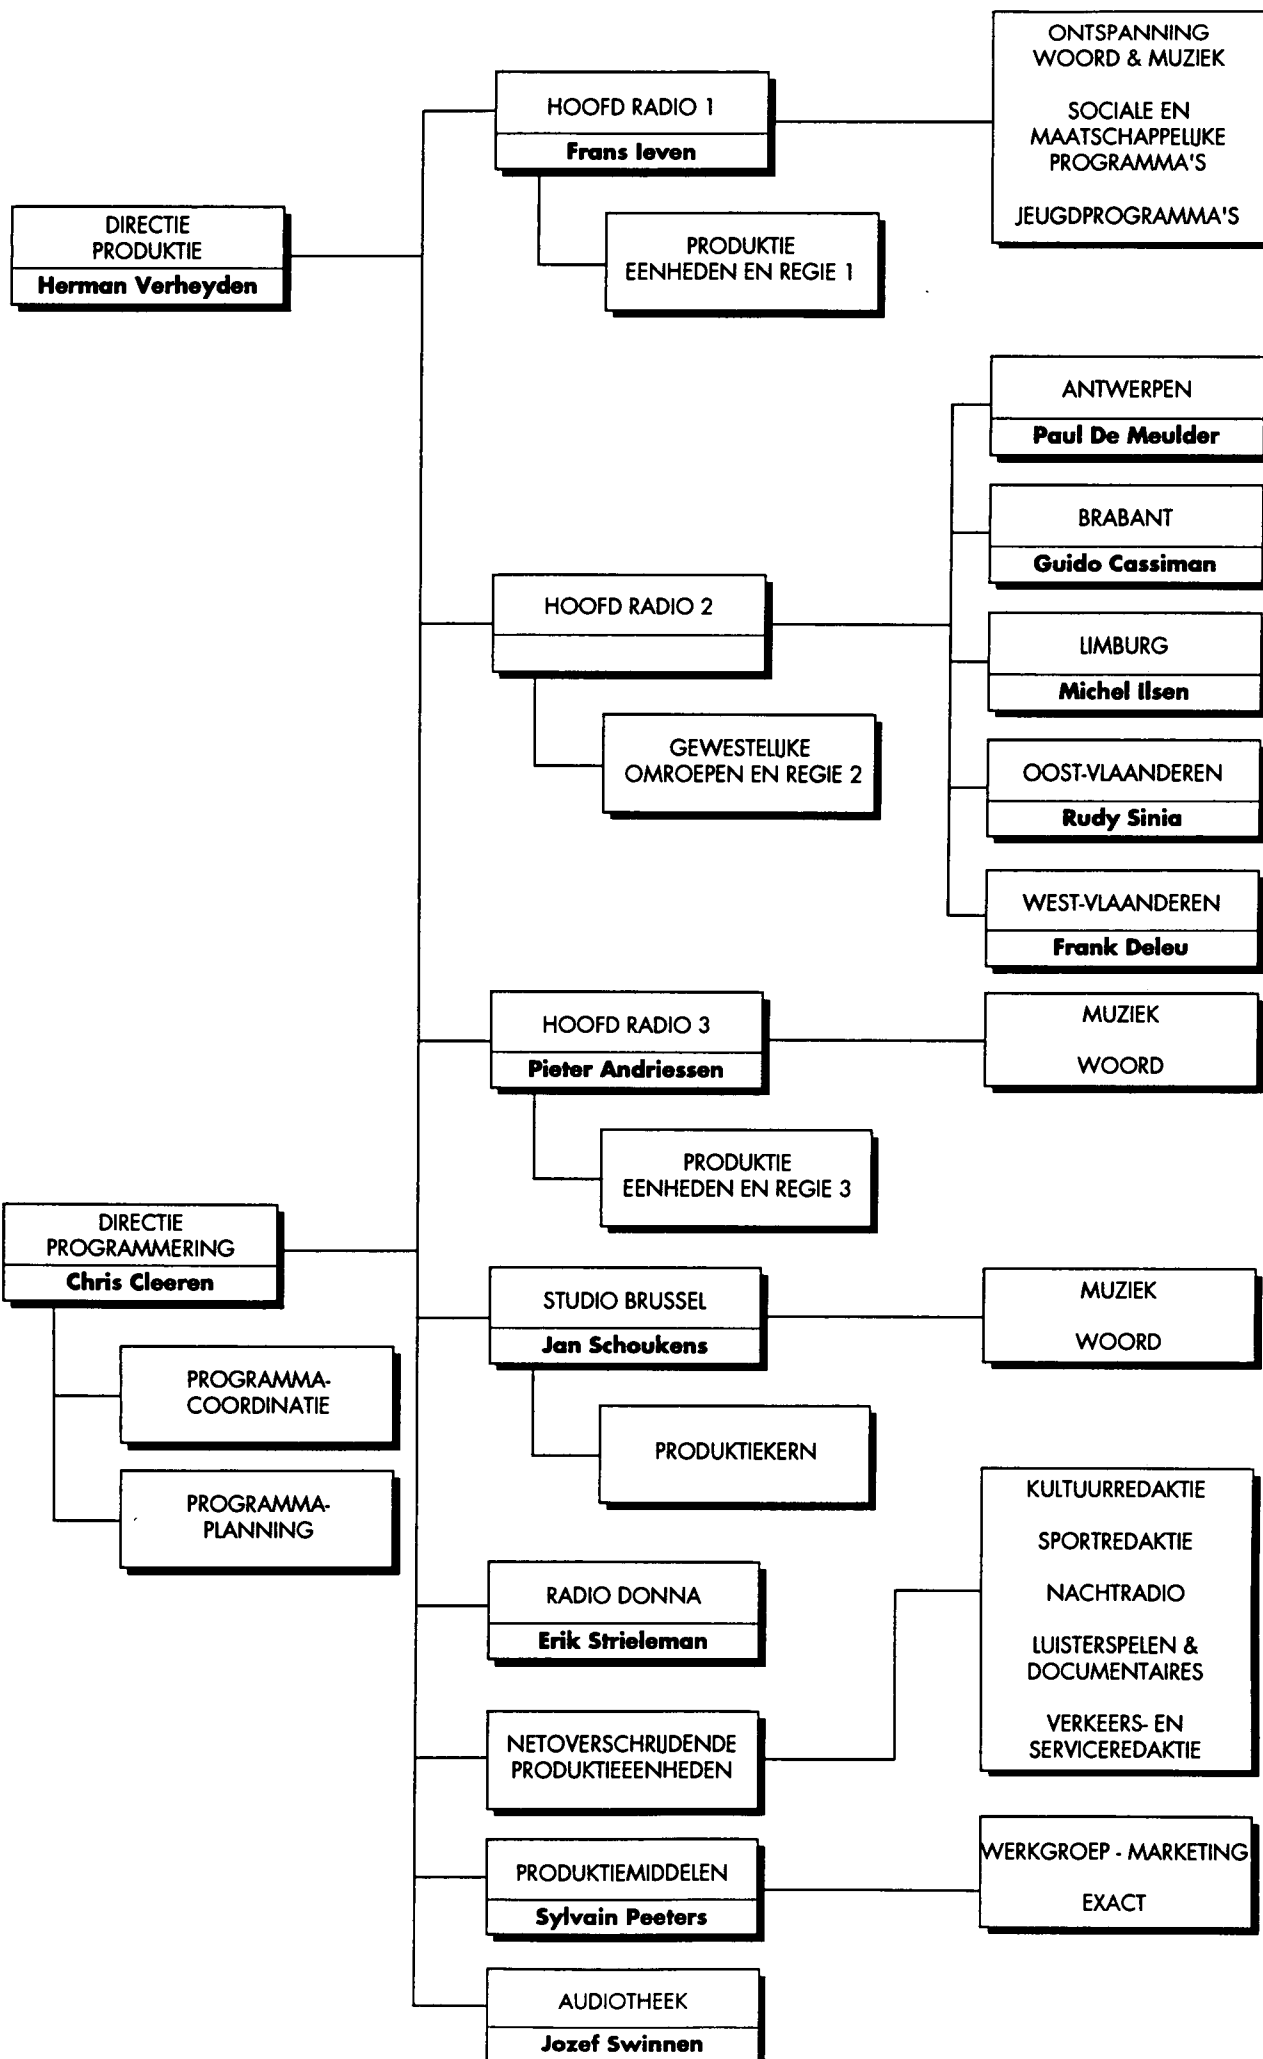 DIRECTIE
PRODUKTIE
Herman Verheyden
HOOFD RADIO 1
Frans Ieven
PRODUKTIE
EENHEDEN EN REGIE 1
ONTSPANNING
WOORD & MUZIEK
SOCIALE EN
MAATSCHAPPELIJKE
PROGRAMMA'S
JEUGDPROGRAMMA'S
HOOFD RADIO 2
GEWESTELIJKE
OMROEPEN EN REGIE 2
ANTWERPEN
Paul De Meulder
BRABANT
Guido Cassiman
LIMBURG
Michel Ilsen
OOST-VLAANDEREN
Rudy Sinia
WEST-VLAANDEREN
Frank Deleu
HOOFD RADIO 3
Pieter Andriessen
PRODUKTIE
EENHEDEN EN REGIE 3
MUZIEK
WOORD
DIRECTIE
PROGRAMMERING
Chris Cleeren
PROGRAMMA-
COORDINATIE
PROGRAMMA-
PLANNING
STUDIO BRUSSEL
Jan Schoukens
PRODUKTIEKERN
MUZIEK
WOORD
RADIO DONNA
Erik Strieleman
NETOVERSCHRIJDENDE
PRODUKTIEEENHEDEN
KULTUURREDAKTIE
SPORTREDAKTIE
NACHTRADIO
LUISTERSPELEN &
DOCUMENTAIRES
VERKEERS- EN
SERVICEREDAKTIE
PRODUKTIEMIDDELEN
Sylvain Peeters
WERKGROEP - MARKETING
EXACT
AUDIOTHEEK
Jozef Swinnen